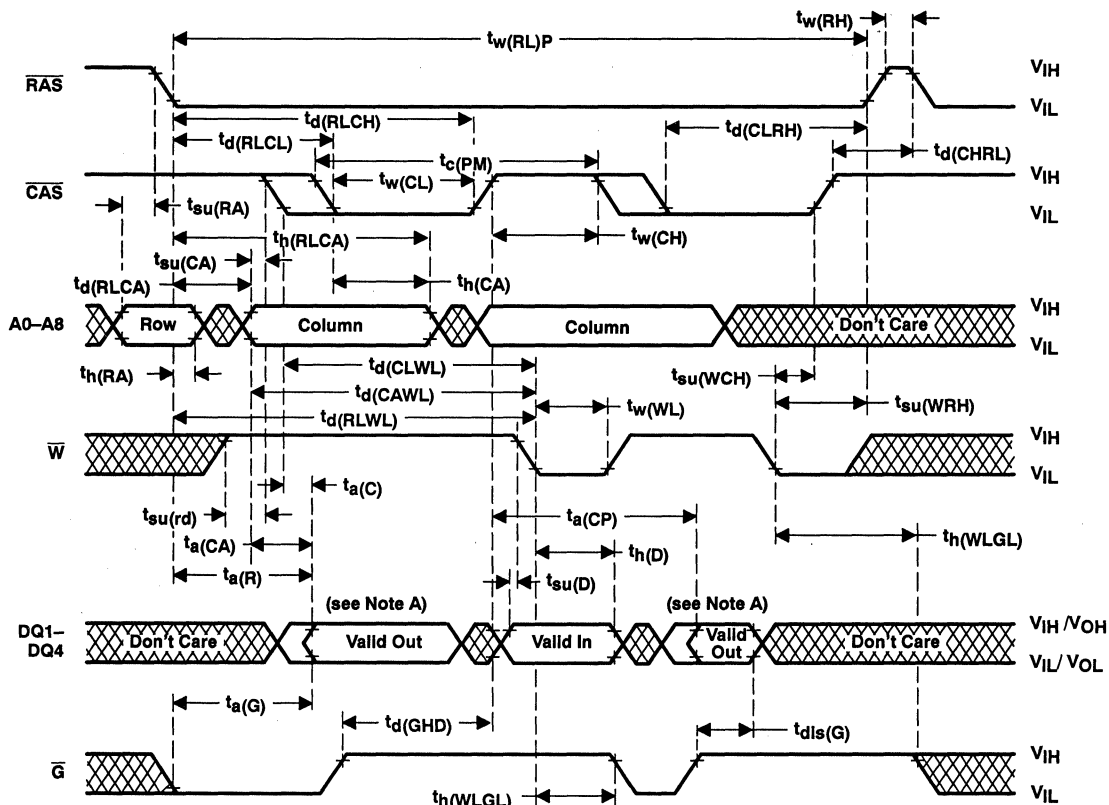 tw(RH)
tw(RL)P
RAS
VIH
VIL
td(RLCH)
td(CLRH)
td(RLCL)
tc(PM)
td(CHRL)
tw(CL)
CAS
VIH
VIL
tsu(RA)
th(RLCA)
tw(CH)
tsu(CA)
td(RLCA)
th(CA)
A0–A8
Row
Column
Column
Don't Care
VIH
VIL
th(RA)
td(CLWL)
tsu(WCH)
td(CAWL)
tw(WL)
tsu(WRH)
td(RLWL)
W
VIH
VIL
ta(C)
tsu(rd)
ta(CP)
ta(CA)
th(D)
th(WLGL)
ta(R)
tsu(D)
(see Note A)
(see Note A)
DQ1–
DQ4
Don't Care
Valid Out
Valid In
Valid
Out
Don't Care
VIH/VOH
VIL/VOL
ta(G)
td(GHD)
tdis(G)
G
VIH
VIL
th(WLGL)